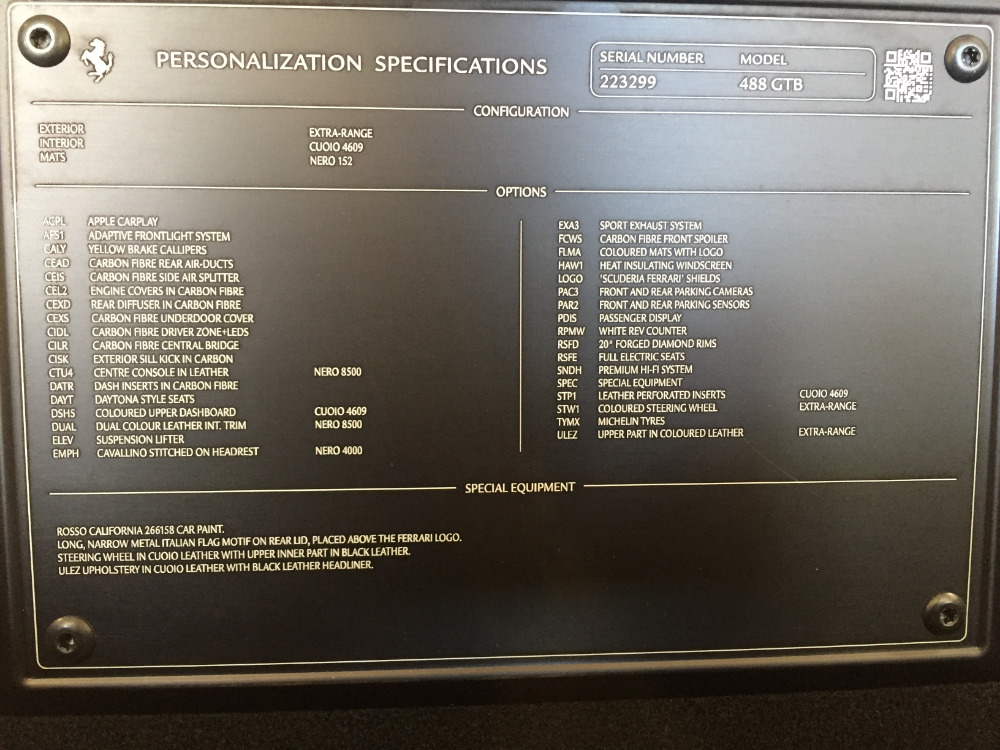 PERSONALIZATION SPECIFICATIONS
SERIAL NUMBER MODEL
223299 488 GTB
CONFIGURATION
EXTERIOR EXTRA-RANGE
INTERIOR CUOIO 4609
MATS NERO 152
OPTIONS
ACPL APPLE CARPLAY
AFS1 ADAPTIVE FRONTLIGHT SYSTEM
CALY YELLOW BRAKE CALLIPERS
CEAD CARBON FIBRE REAR AIR-DUCTS
CEIS CARBON FIBRE SIDE AIR SPLITTER
CEL2 ENGINE COVERS IN CARBON FIBRE
CEXD REAR DIFFUSER IN CARBON FIBRE
CEXS CARBON FIBRE UNDERDOOR COVER
CIDL CARBON FIBRE DRIVER ZONE+LEDS
CILR CARBON FIBRE CENTRAL BRIDGE
CISK EXTERIOR SILL KICK IN CARBON
CTU4 CENTRE CONSOLE IN LEATHER NERO 8500
DATR DASH INSERTS IN CARBON FIBRE
DAYT DAYTONA STYLE SEATS
DSH5 COLOURED UPPER DASHBOARD CUOIO 4609
DUAL DUAL COLOUR LEATHER INT. TRIM NERO 8500
ELEV SUSPENSION LIFTER
EMPH CAVALLINO STITCHED ON HEADREST NERO 4000
EXA3 SPORT EXHAUST SYSTEM
FCWS CARBON FIBRE FRONT SPOILER
FLMA COLOURED MATS WITH LOGO
HAW1 HEAT INSULATING WINDSCREEN
LOGO 'SCUDERIA FERRARI' SHIELDS
PAC3 FRONT AND REAR PARKING CAMERAS
PAR2 FRONT AND REAR PARKING SENSORS
PDIS PASSENGER DISPLAY
RPMW WHITE REV COUNTER
RSFD 20" FORGED DIAMOND RIMS
RSFE FULL ELECTRIC SEATS
SNDH PREMIUM HI-FI SYSTEM
SPEC SPECIAL EQUIPMENT
STP1 LEATHER PERFORATED INSERTS CUOIO 4609
STW1 COLOURED STEERING WHEEL EXTRA-RANGE
TYMX MICHELIN TYRES
ULEZ UPPER PART IN COLOURED LEATHER EXTRA-RANGE
SPECIAL EQUIPMENT
ROSSO CALIFORNIA 266158 CAR PAINT.
LONG, NARROW METAL ITALIAN FLAG MOTIF ON REAR LID, PLACED ABOVE THE FERRARI LOGO.
STEERING WHEEL IN CUOIO LEATHER WITH UPPER INNER PART IN BLACK LEATHER.
ULEZ UPHOLSTERY IN CUOIO LEATHER WITH BLACK LEATHER HEADLINER.